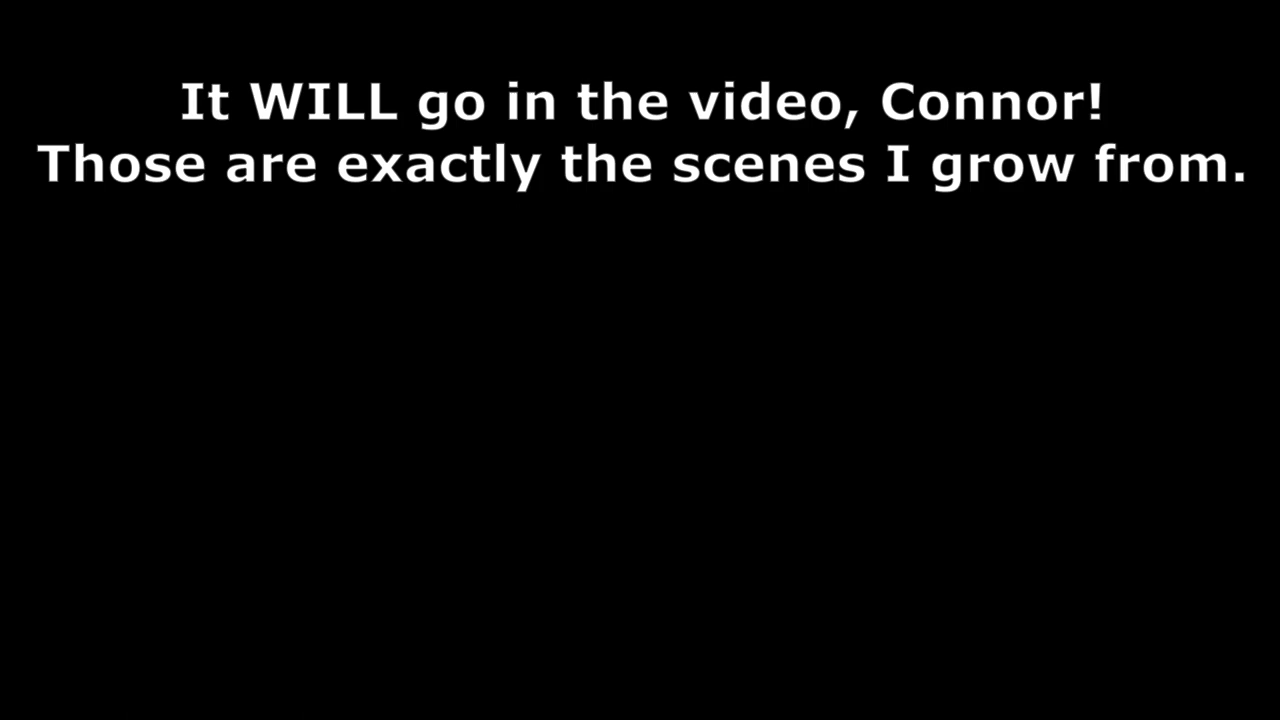 It WILL go in the video, Connor!
Those are exactly the scenes I grow from.